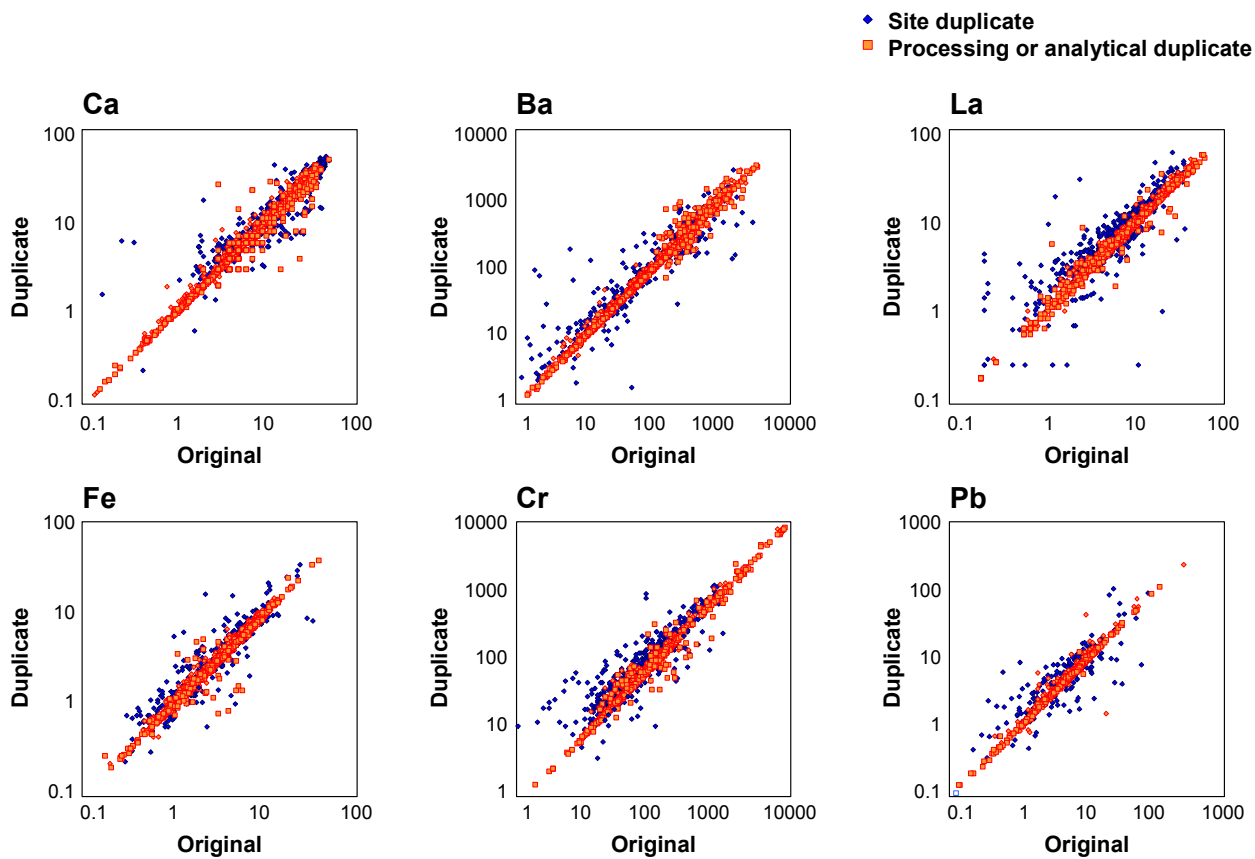 Site duplicate
Processing or analytical duplicate
Ca
100
10
1
0.1
Duplicate
0.1 1 10 100
Original
Ba
10000
1000
100
10
1
Duplicate
1 10 100 1000 10000
Original
La
100
10
1
0.1
Duplicate
0.1 1 10 100
Original
Fe
100
10
1
0.1
Duplicate
0.1 1 10 100
Original
Cr
10000
1000
100
10
1
Duplicate
1 10 100 1000 10000
Original
Pb
1000
100
10
1
0.1
Duplicate
0.1 1 10 100 1000
Original